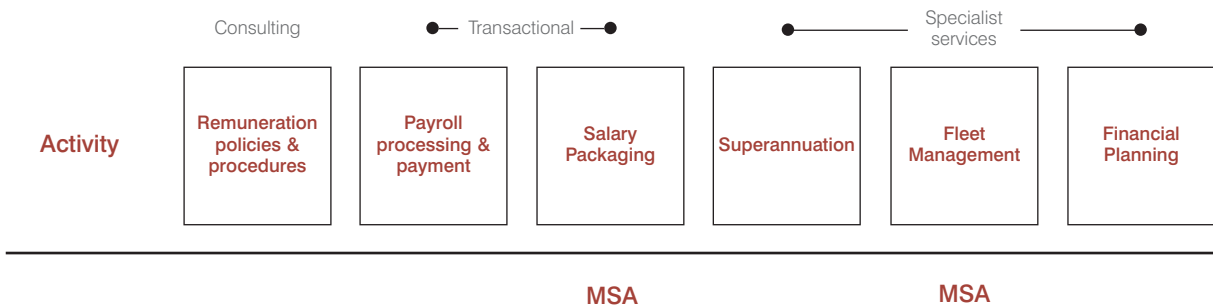 Consulting
Transactional
Specialist
services
Activity
Remuneration
policies &
procedures
Payroll
processing &
payment
Salary
Packaging
Superannuation
Fleet
Management
Financial
Planning
MSA
MSA